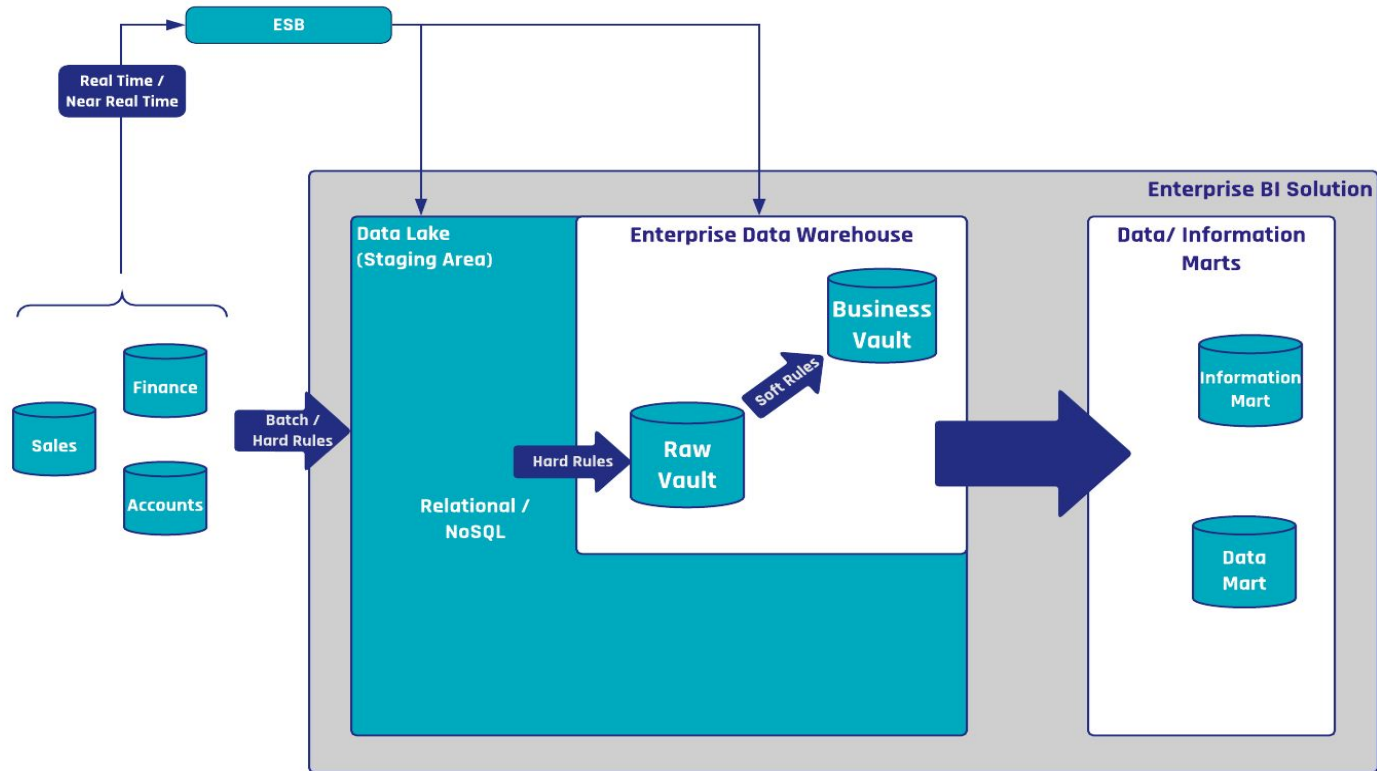 ESB
Real Time /
Near Real Time
Enterprise BI Solution
Data Lake
(Staging Area)
Enterprise Data Warehouse
Data/ Information
Marts
Business
Vault
Soft Rules
Finance
Sales
Accounts
Batch /
Hard Rules
Hard Rules
Raw
Vault
Relational /
NoSQL
Information
Mart
Data
Mart